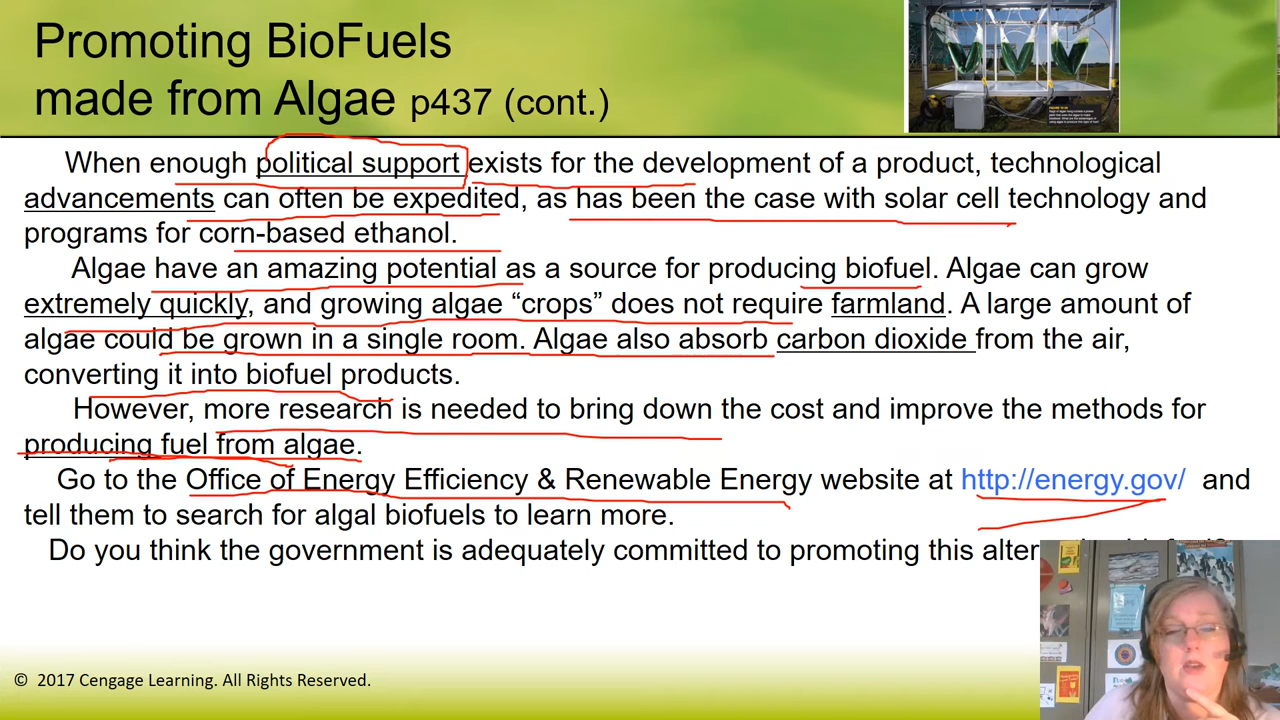 Promoting BioFuels
made from Algae p437 (cont.)
When enough political support exists for the development of a product, technological
advancements can often be expedited, as has been the case with solar cell technology and
programs for corn-based ethanol.
Algae have an amazing potential as a source for producing biofuel. Algae can grow
extremely quickly, and growing algae “crops” does not require farmland. A large amount of
algae could be grown in a single room. Algae also absorb carbon dioxide from the air,
converting it into biofuel products.
However, more research is needed to bring down the cost and improve the methods for
producing fuel from algae.
Go to the Office of Energy Efficiency & Renewable Energy website at http://energy.gov/ and
tell them to search for algal biofuels to learn more.
Do you think the government is adequately committed to promoting this
© 2017 Cengage Learning. All Rights Reserved.